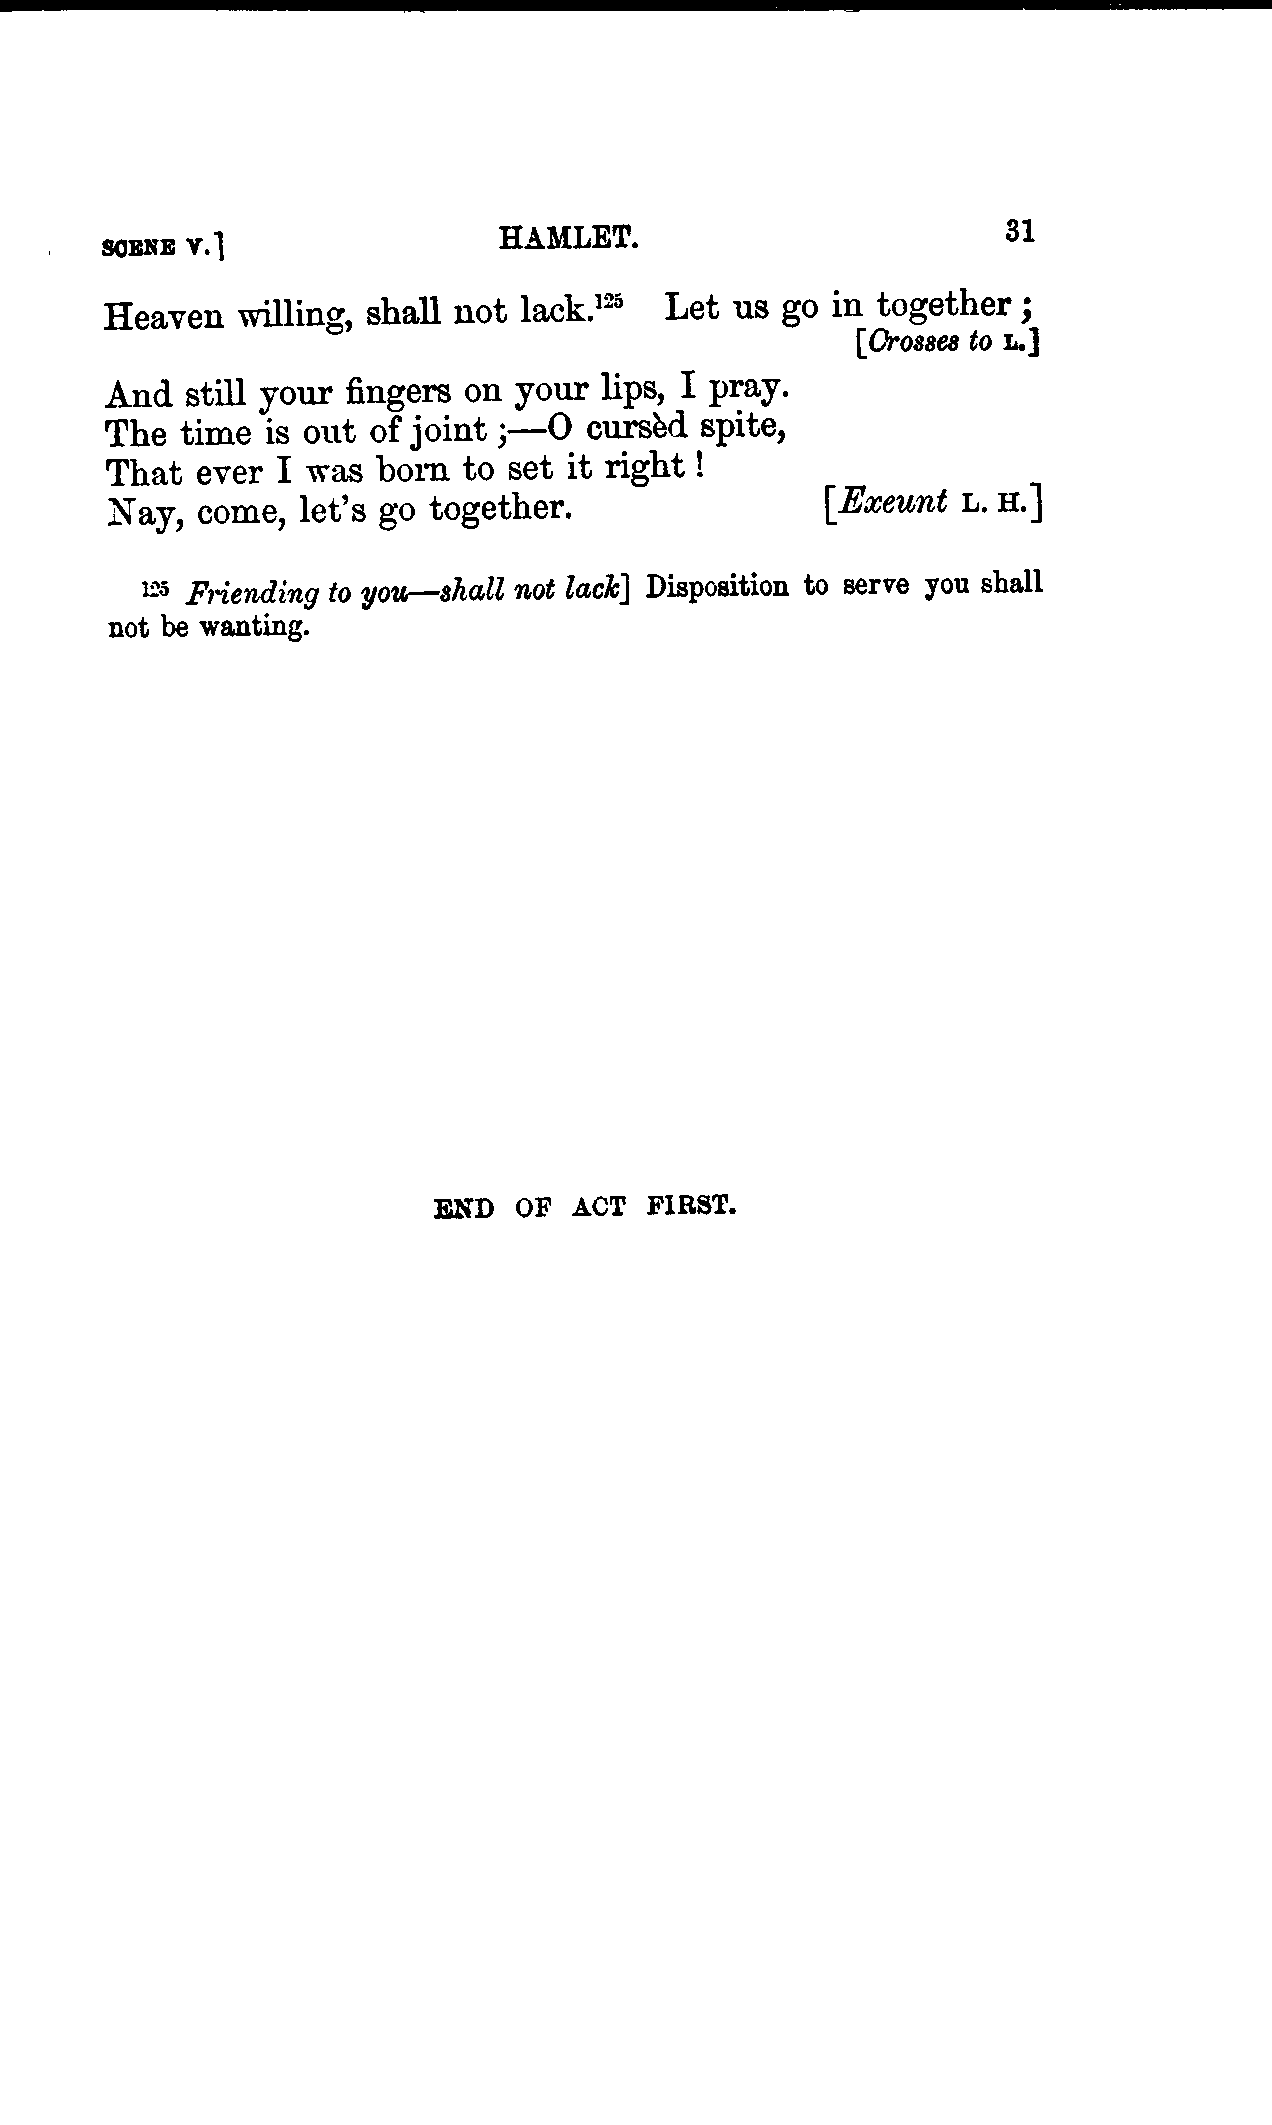 SCENE V.] HAMLET. 31
Heaven willing, shall not lack.¹²⁵ Let us go in together ;
[Crosses to L.]
And still your fingers on your lips, I pray.
The time is out of joint ;—O cursèd spite,
That ever I was born to set it right !
Nay, come, let's go together. [Exeunt L. H.]
¹²⁵ Friending to you—shall not lack] Disposition to serve you shall
not be wanting.
END OF ACT FIRST.